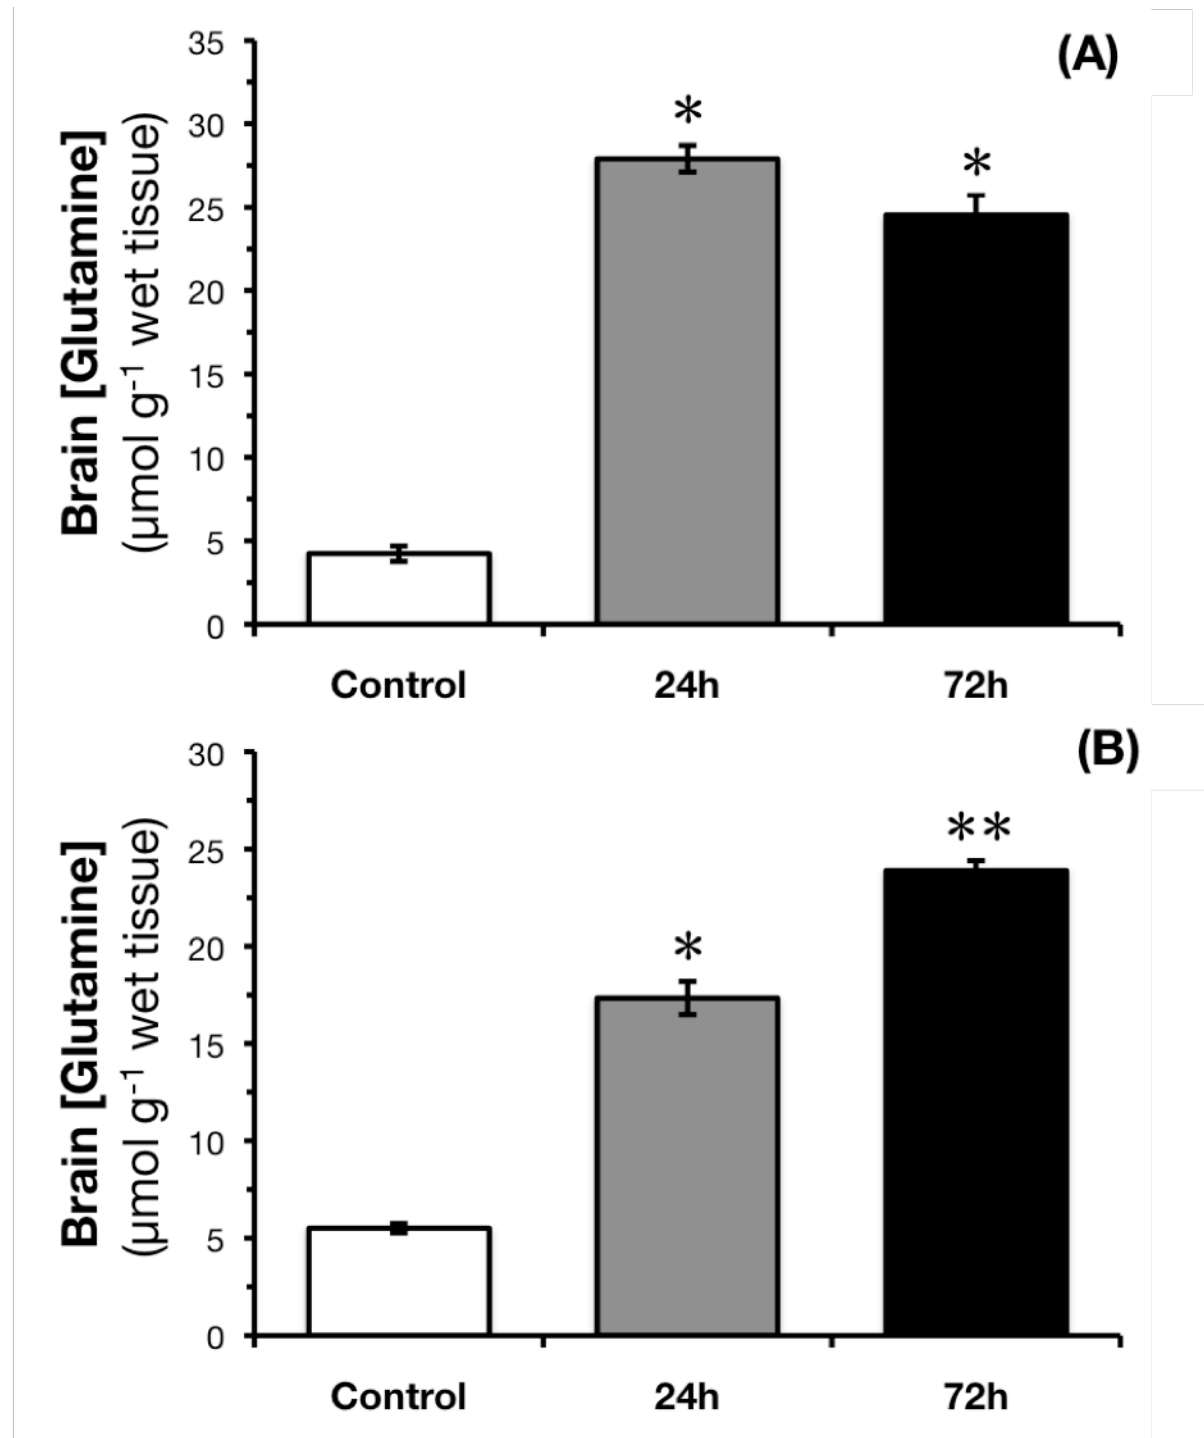 (A)
Brain [Glutamine]
(µmol g⁻¹ wet tissue)
35
30
25
20
15
10
5
0
*
*
Control 24h 72h
(B)
Brain [Glutamine]
(µmol g⁻¹ wet tissue)
30
25
20
15
10
5
0
*
**
Control 24h 72h